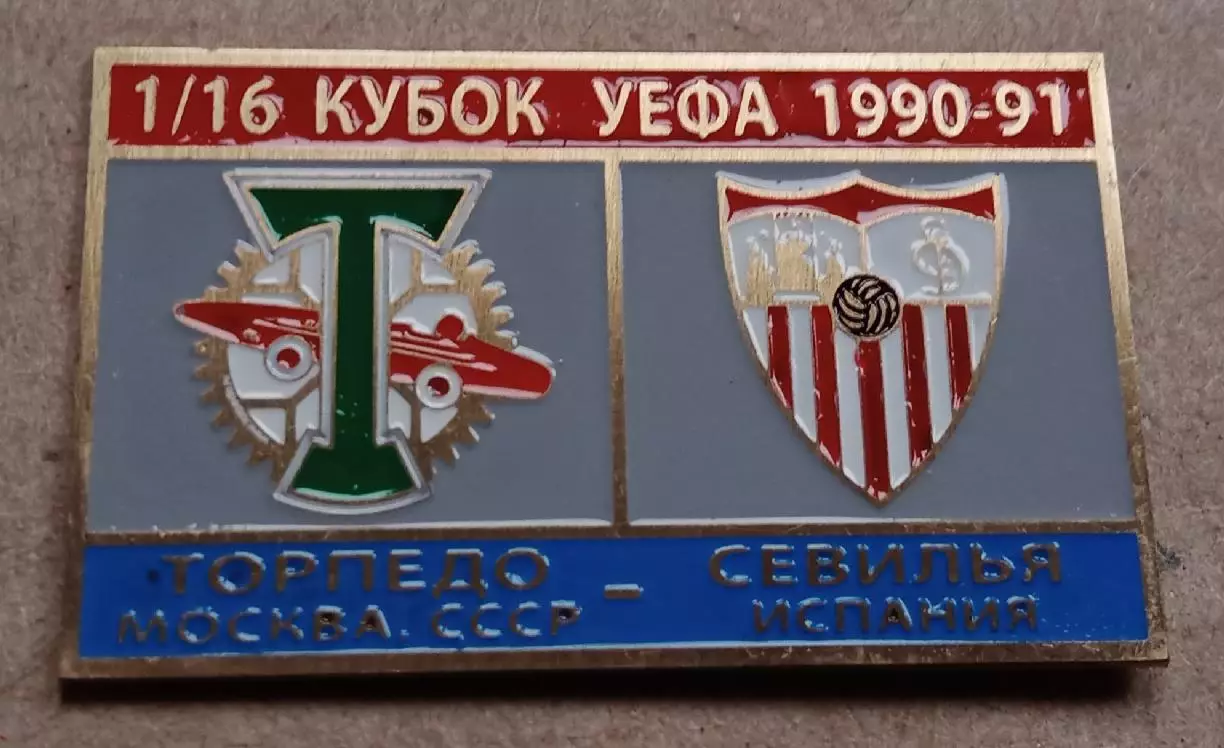 1/16 КУБОК УЕФА 1990-91
ТОРПЕДО - СЕВИЛЬЯ
МОСКВА. СССР ИСПАНИЯ